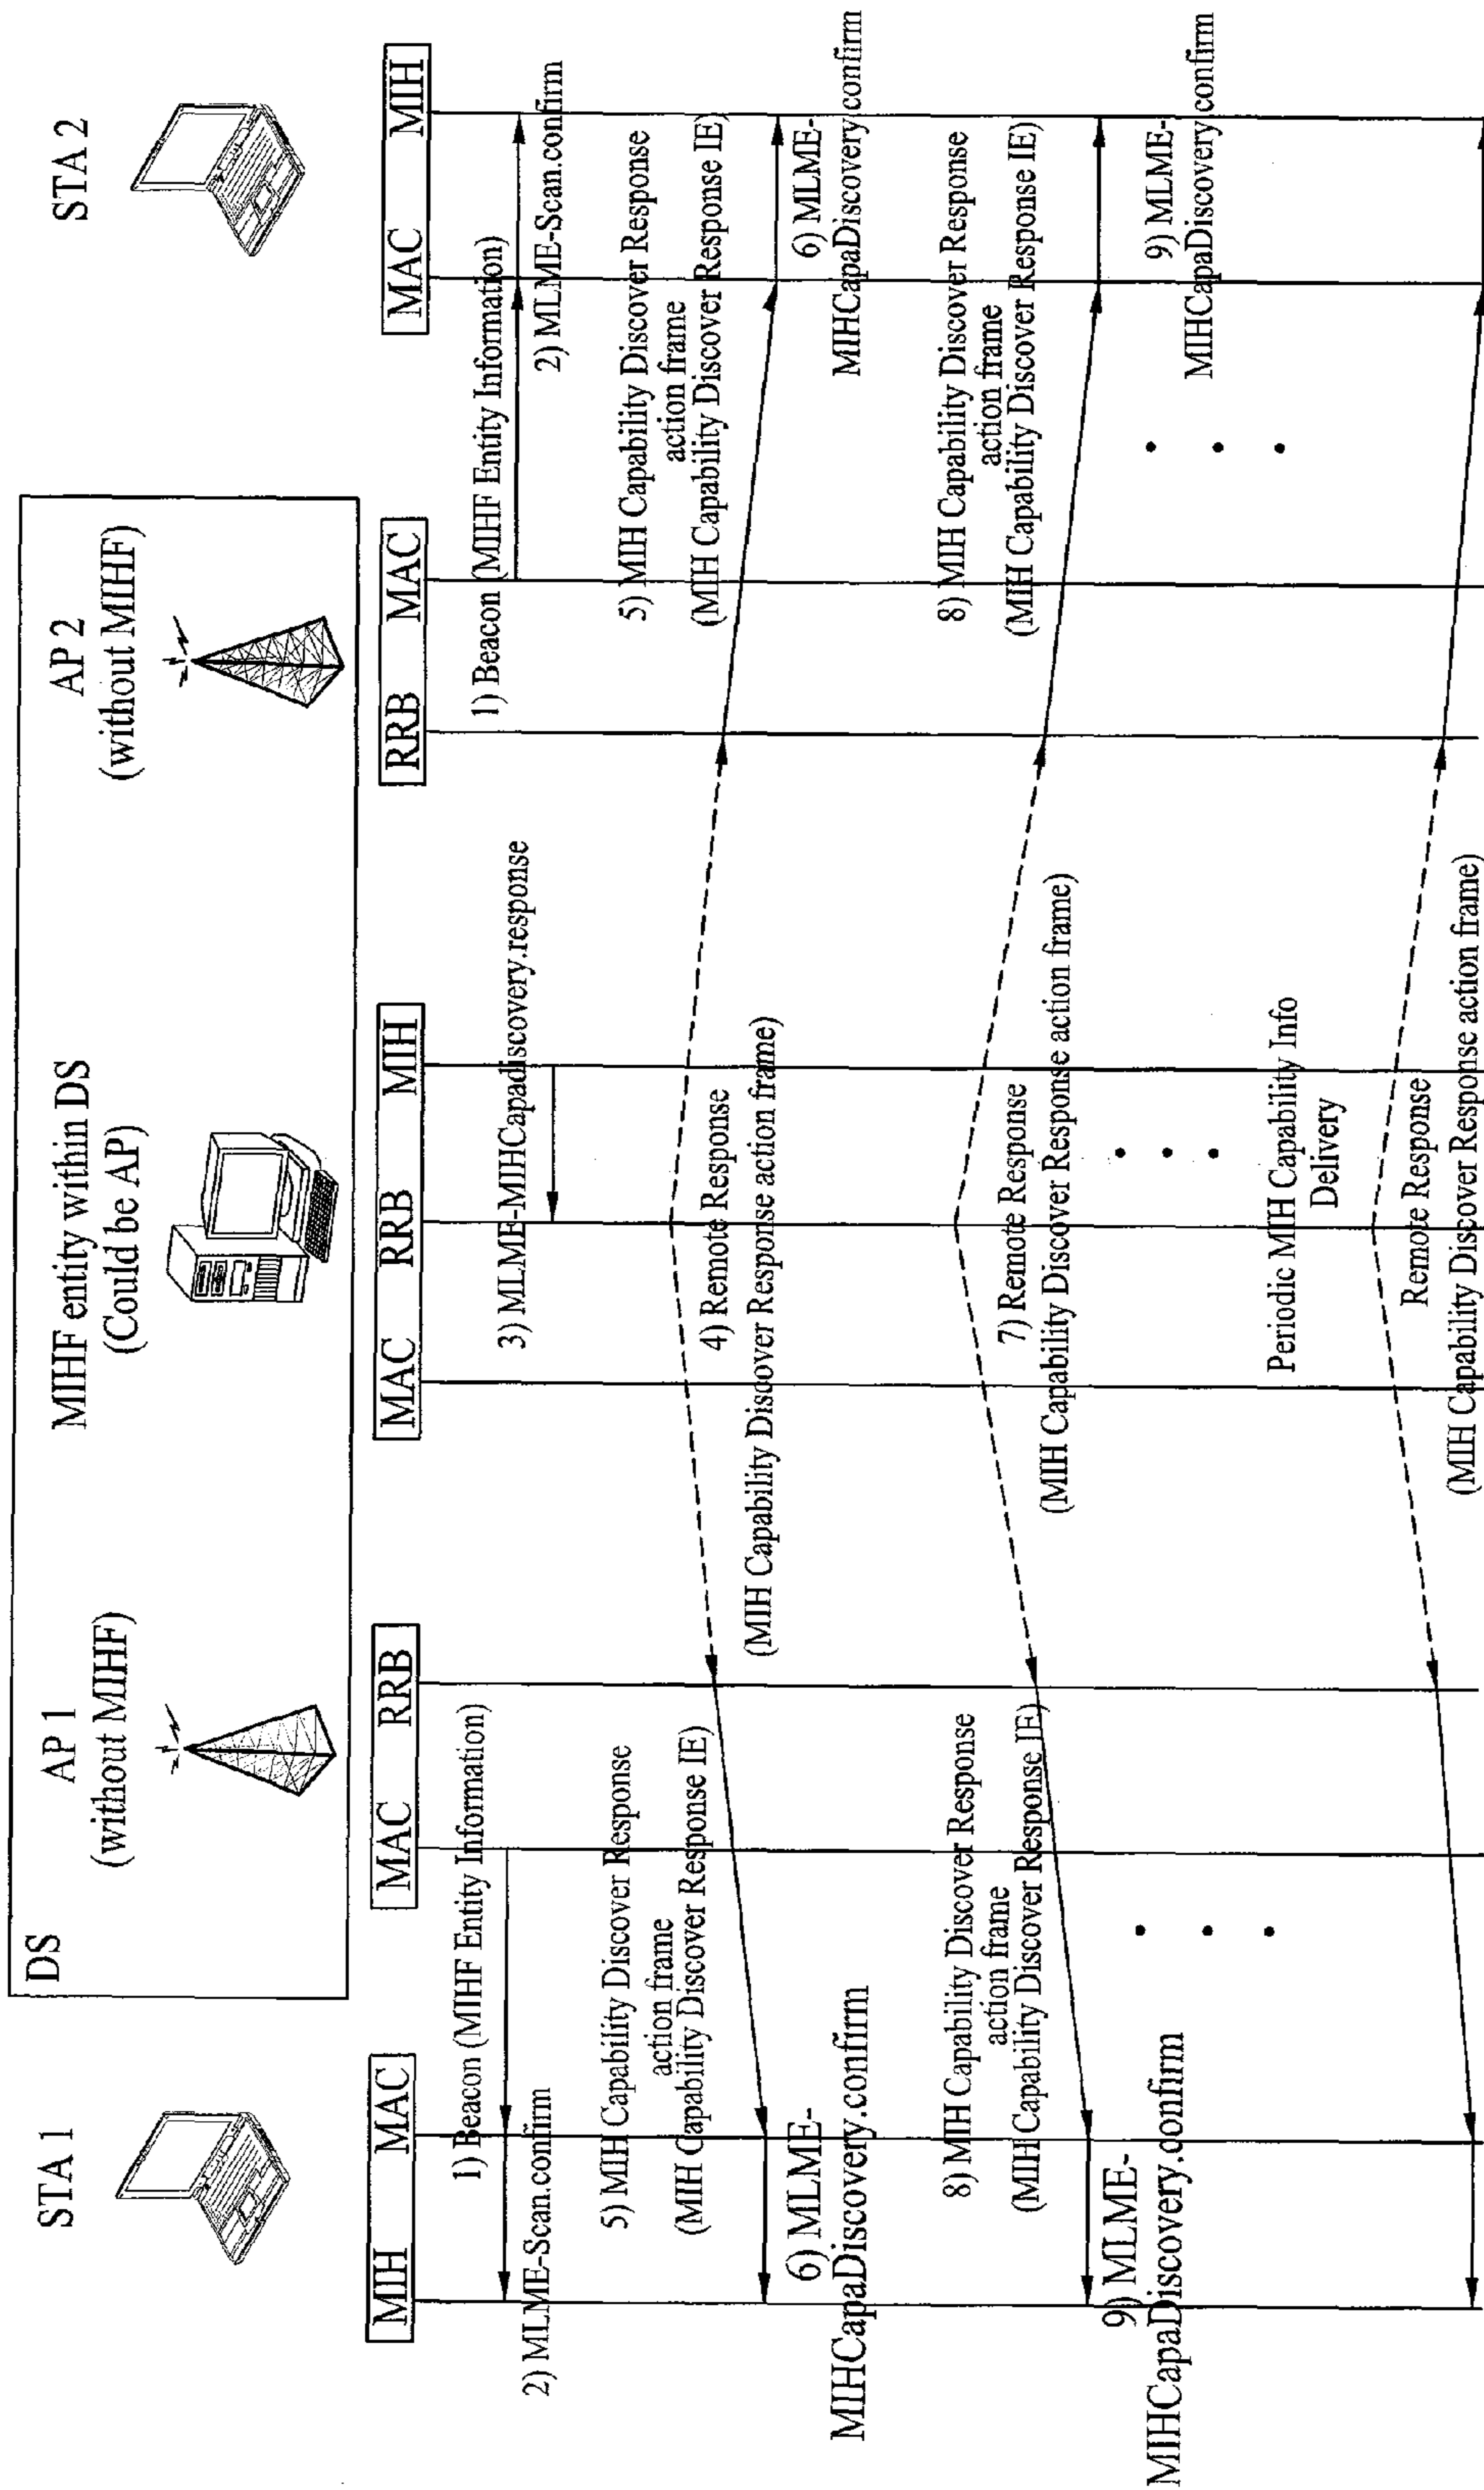 DS
STA 1
AP 1
(without MIHF)
MIHF entity within DS
(Could be AP)
AP 2
(without MIHF)
STA 2
MIH MAC
MAC RRB
MAC RRB MIH
RRB MAC
MAC MIH
1) Beacon (MIHF Entity Information)
2) MLME-Scan.confirm
1) Beacon (MIHF Entity Information)
2) MLME-Scan.confirm
3) MLME-MIHCapadiscovery.response
4) Remote Response
(MIH Capability Discover Response action frame)
5) MIH Capability Discover Response
action frame
(MIH Capability Discover Response IE)
5) MIH Capability Discover Response
action frame
(MIH Capability Discover Response IE)
6) MLME-
MIHCapaDiscovery.confirm
6) MLME-
MIHCapaDiscovery.confirm
7) Remote Response
(MIH Capability Discover Response action frame)
8) MIH Capability Discover Response
action frame
(MIH Capability Discover Response IE)
8) MIH Capability Discover Response
action frame
(MIH Capability Discover Response IE)
9) MLME-
MIHCapaDiscovery.confirm
9) MLME-
MIHCapaDiscovery.confirm
Periodic MIH Capability Info
Delivery
Remote Response
(MIH Capability Discover Response action frame)